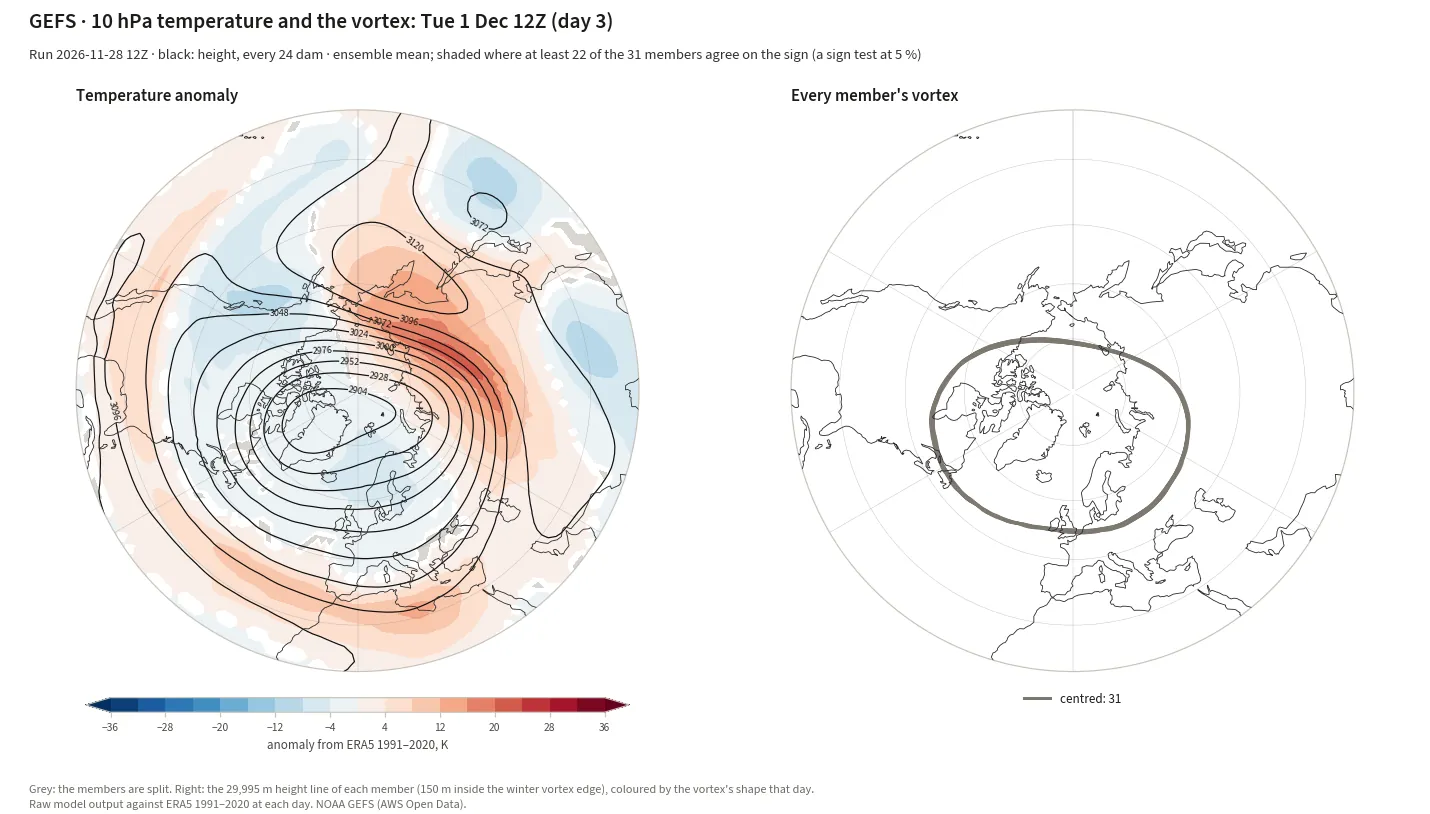 GEFS · 10 hPa temperature and the vortex: Tue 1 Dec 12Z (day 3)
Run 2026-11-28 12Z · black: height, every 24 dam · ensemble mean; shaded where at least 22 of the 31 members agree on the sign (a sign test at 5 %)
Temperature anomaly
Every member's vortex
3072
3120
3048
3072
3096
3024
2976
2952
2928
2904
3096
centred: 31
−36 −28 −20 −12 −4 4 12 20 28 36
anomaly from ERA5 1991–2020, K
Grey: the members are split. Right: the 29,995 m height line of each member (150 m inside the winter vortex edge), coloured by the vortex's shape that day.
Raw model output against ERA5 1991–2020 at each day. NOAA GEFS (AWS Open Data).